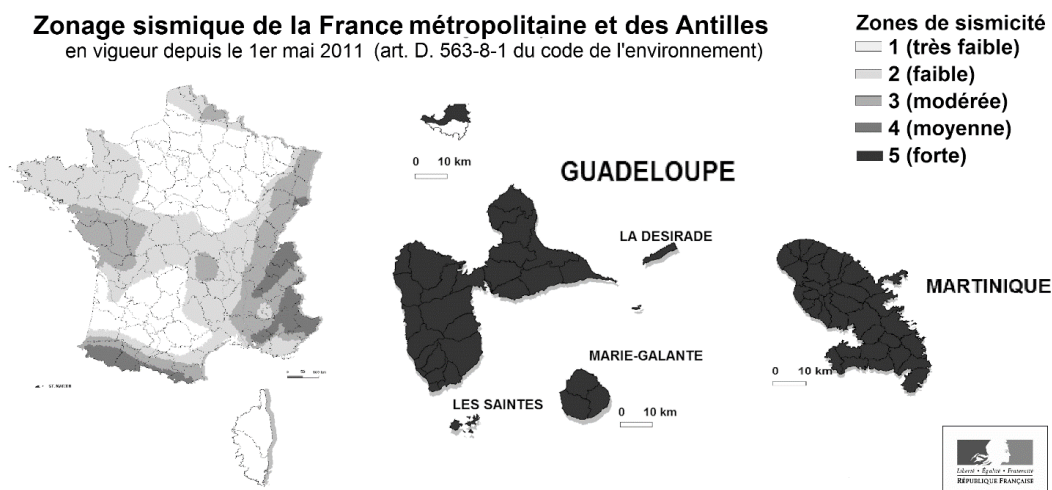 Zonage sismique de la France métropolitaine et des Antilles
en vigueur depuis le 1er mai 2011 (art. D. 563-8-1 du code de l'environnement)
Zones de sismicité
1 (très faible)
2 (faible)
3 (modérée)
4 (moyenne)
5 (forte)
0 10 km
GUADELOUPE
LA DESIRADE
MARTINIQUE
MARIE-GALANTE
0 10 km
LES SAINTES
0 10 km
Liberté • Égalité • Fraternité
RÉPUBLIQUE FRANÇAISE